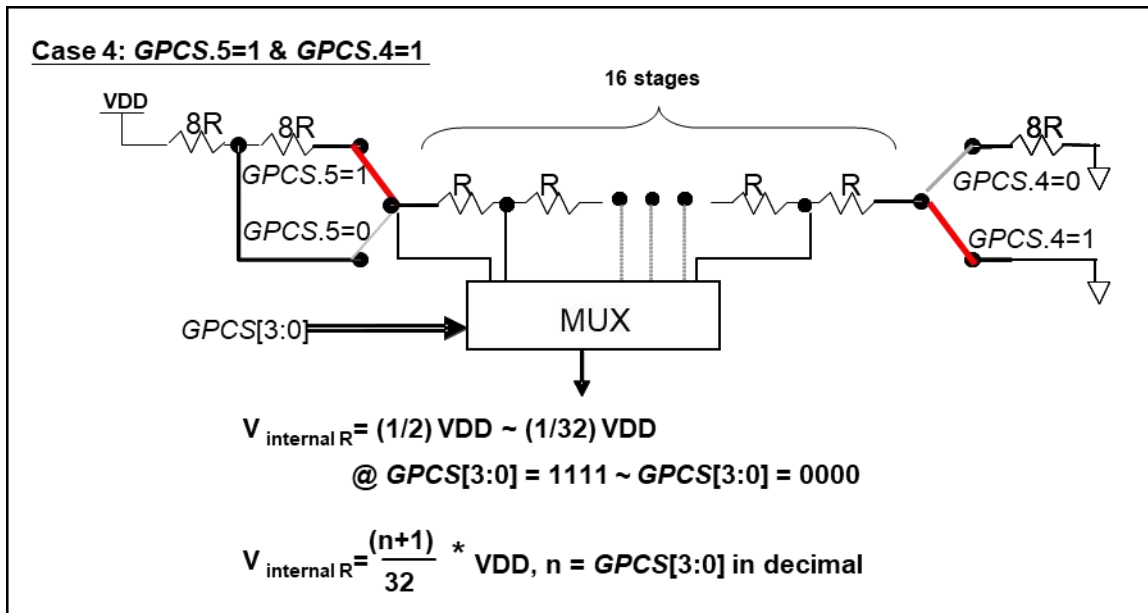 Case 4: GPCS.5=1 & GPCS.4=1
16 stages
VDD
8R
8R
8R
GPCS.5=1
GPCS.4=0
R
R
R
R
GPCS.5=0
GPCS.4=1
MUX
GPCS[3:0]
V internal R = (1/2) VDD ~ (1/32) VDD
@ GPCS[3:0] = 1111 ~ GPCS[3:0] = 0000
V internal R = (n+1) / 32 * VDD, n = GPCS[3:0] in decimal